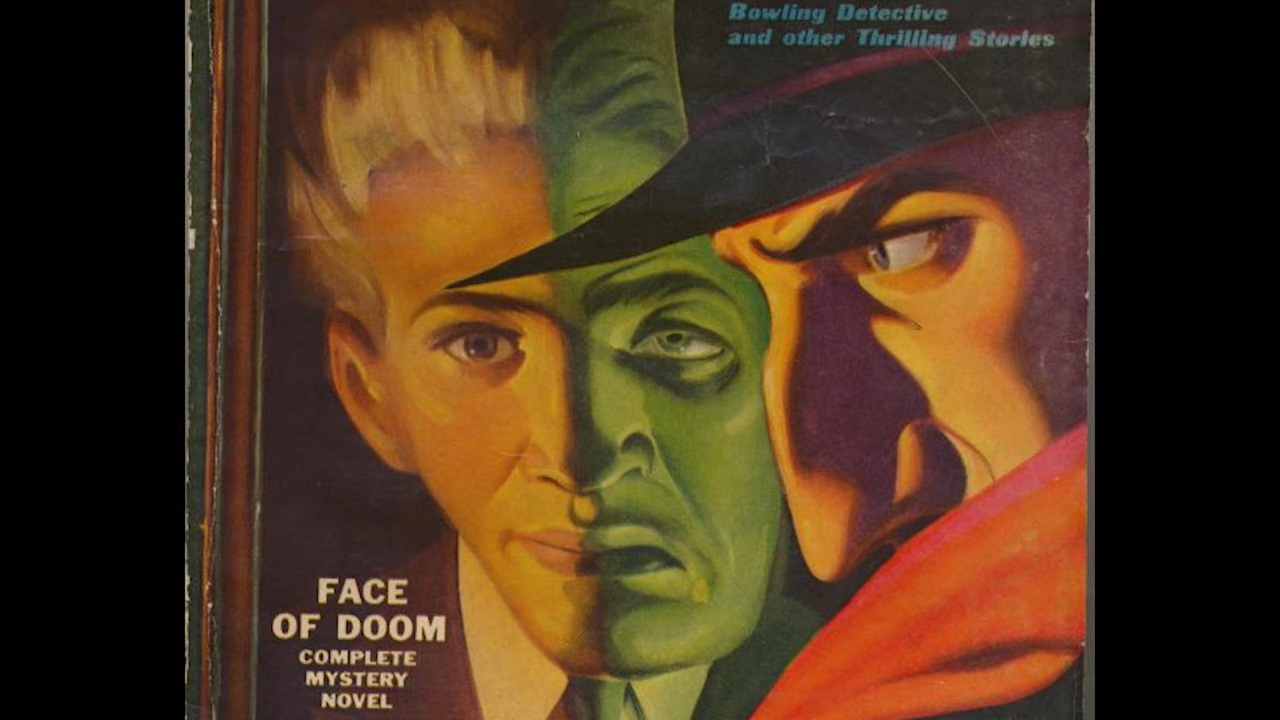 Bowling Detective
and other Thrilling Stories
FACE
OF DOOM
COMPLETE
MYSTERY
NOVEL